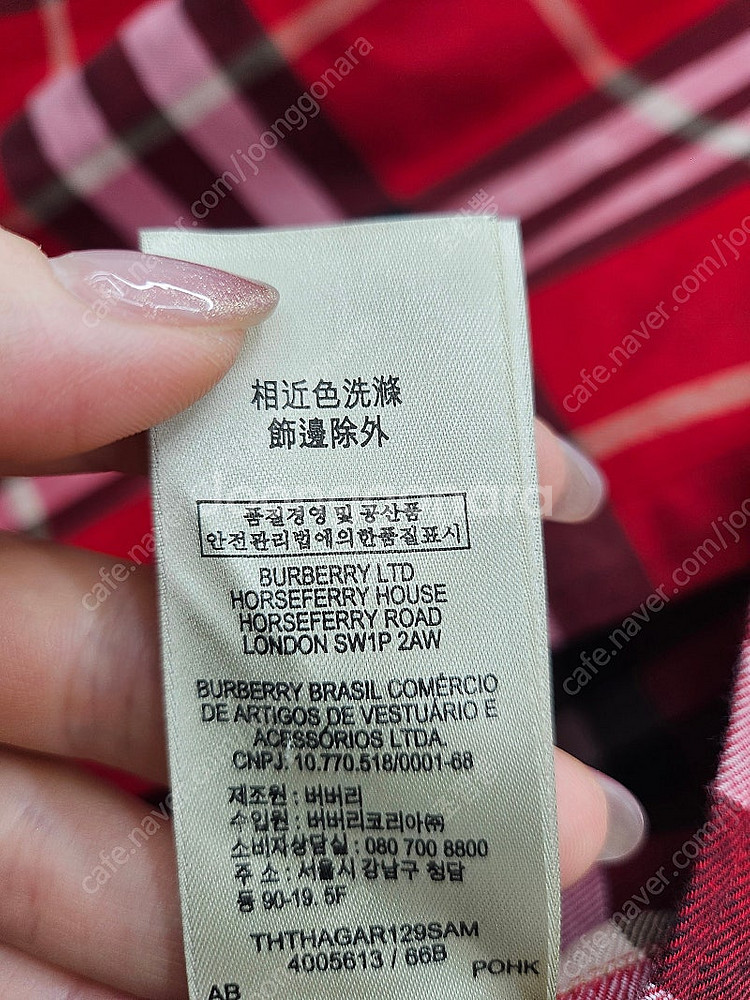 相近色洗滌
飾邊除外
품질경영 및 공산품
안전관리법에의한품질표시
BURBERRY LTD
HORSEFERRY HOUSE
HORSEFERRY ROAD
LONDON SW1P 2AW
BURBERRY BRASIL COMÉRCIO
DE ARTIGOS DE VESTUÁRIO E
ACESSÓRIOS LTDA.
CNPJ. 10.770.518/0001-68
제조원 : 버버리
수입원 : 버버리코리아㈜
소비자상담실 : 080 700 8800
주 소 : 서울시 강남구 청담
동 90-19. 5F
THTHAGAR129SAM
4005613 / 66B
POHK
AB
cafe.naver.com/joonggonara